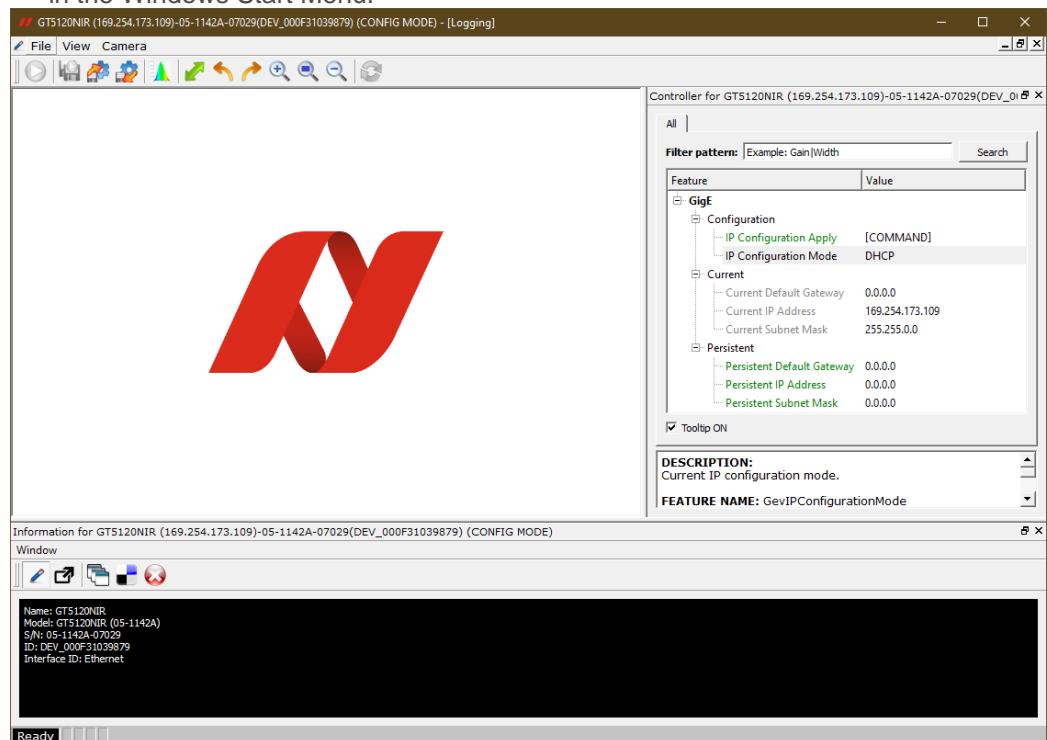 in the Windows Start Menu.
GT5120NIR (169.254.173.109)-05-1142A-07029(DEV_000F31039879) (CONFIG MODE) - [Logging]
File View Camera
Controller for GT5120NIR (169.254.173.109)-05-1142A-07029(DEV_0
All
Filter pattern: Example: Gain|Width Search
Feature Value
GigE
Configuration
IP Configuration Apply [COMMAND]
IP Configuration Mode DHCP
Current
Current Default Gateway 0.0.0.0
Current IP Address 169.254.173.109
Current Subnet Mask 255.255.0.0
Persistent
Persistent Default Gateway 0.0.0.0
Persistent IP Address 0.0.0.0
Persistent Subnet Mask 0.0.0.0
Tooltip ON
DESCRIPTION:
Current IP configuration mode.
FEATURE NAME: GevIPConfigurationMode
Information for GT5120NIR (169.254.173.109)-05-1142A-07029(DEV_000F31039879) (CONFIG MODE)
Window
Name: GT5120NIR
Model: GT5120NIR (05-1142A)
S/N: 05-1142A-07029
ID: DEV_000F31039879
Interface ID: Ethernet
Ready